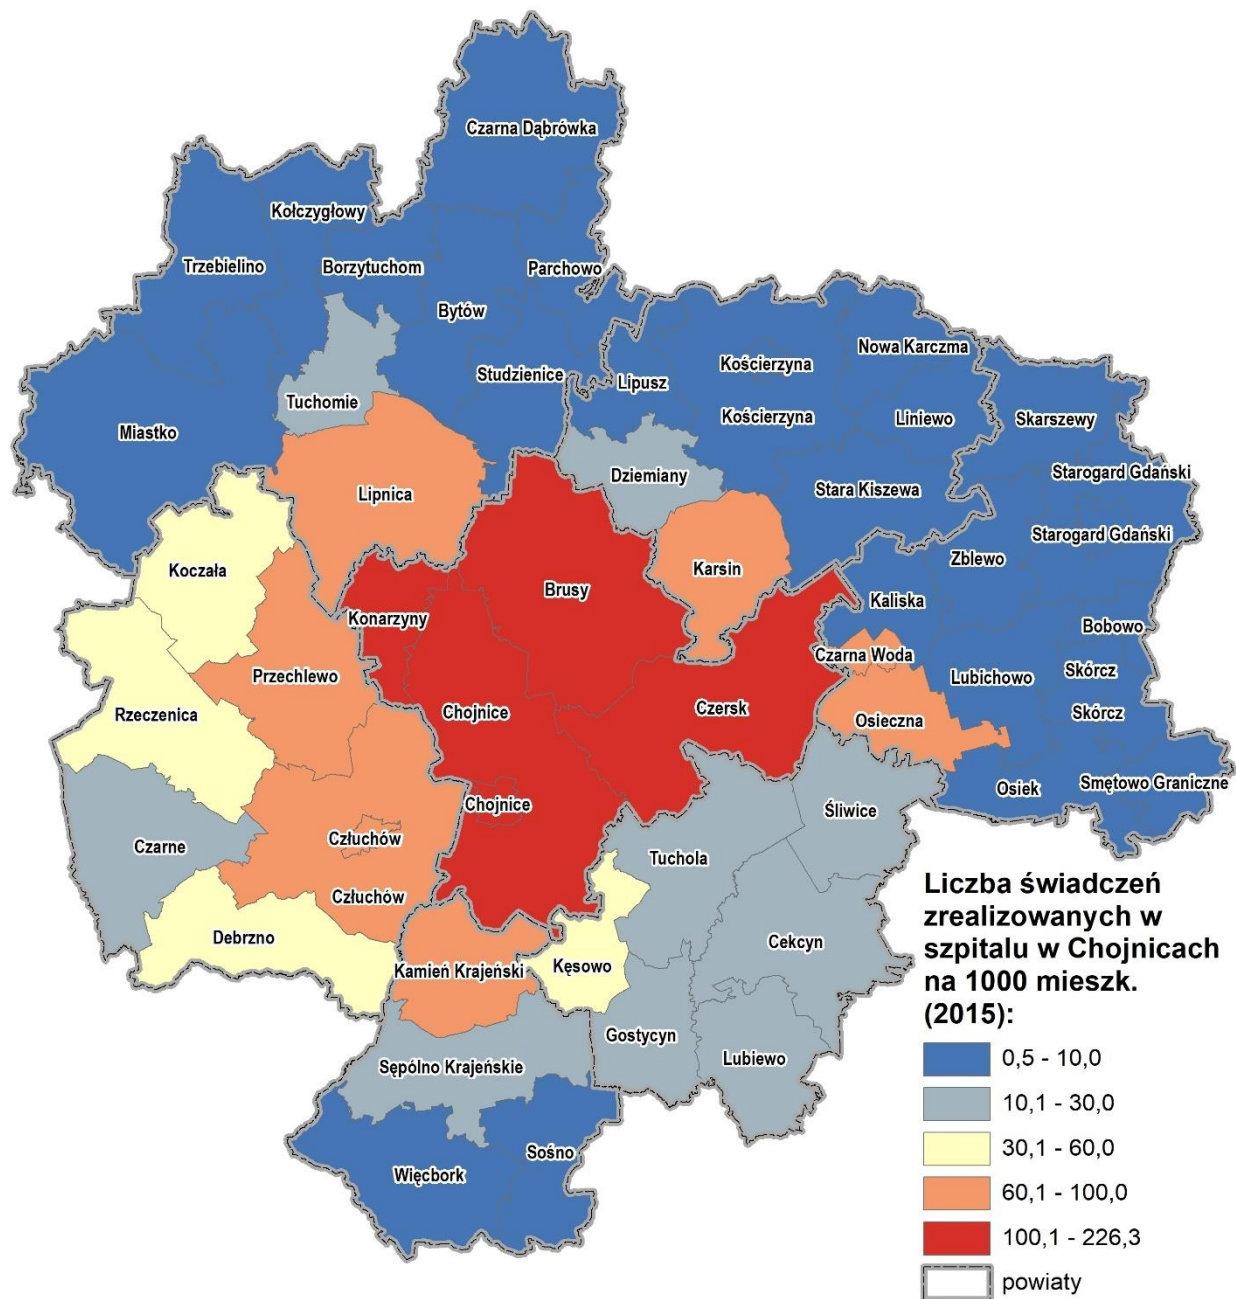 Czarna Dąbrówka
Kołczygłowy
Trzebielino
Borzytuchom
Parchowo
Bytów
Nowa Karczma
Studzienice
Kościerzyna
Lipusz
Tuchomie
Miastko
Kościerzyna
Liniewo
Skarszewy
Starogard Gdański
Dziemiany
Lipnica
Stara Kiszewa
Starogard Gdański
Zblewo
Koczała
Karsin
Brusy
Kaliska
Konarzyny
Bobowo
Czarna Woda
Przechlewo
Lubichowo
Skórcz
Rzeczenica
Chojnice
Czersk
Osieczna
Skórcz
Osiek
Smętowo Graniczne
Chojnice
Śliwice
Czarne
Człuchów
Tuchola
Człuchów
Debrzno
Cekcyn
Kamień Krajeński
Kęsowo
Gostycyn
Lubiewo
Sępólno Krajeńskie
Sośno
Więcbork
Liczba świadczeń
zrealizowanych w
szpitalu w Chojnicach
na 1000 mieszk.
(2015):
0,5 - 10,0
10,1 - 30,0
30,1 - 60,0
60,1 - 100,0
100,1 - 226,3
powiaty